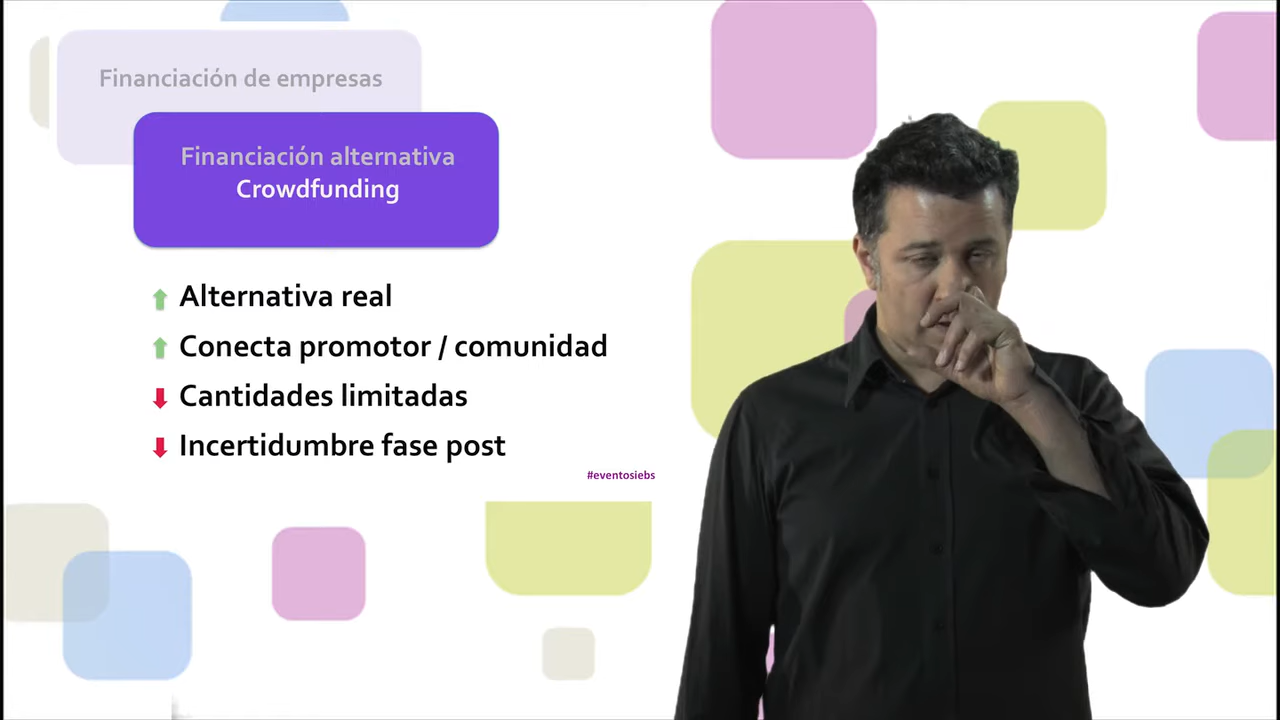 Financiación de empresas
Financiación alternativa
Crowdfunding
Alternativa real
Conecta promotor / comunidad
Cantidades limitadas
Incertidumbre fase post
#eventosiebs